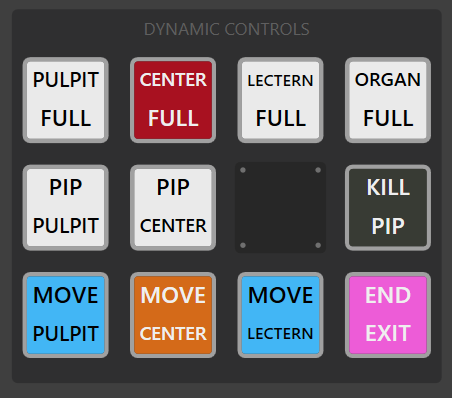 DYNAMIC CONTROLS
PULPIT
FULL
CENTER
FULL
LECTERN
FULL
ORGAN
FULL
PIP
PULPIT
PIP
CENTER
KILL
PIP
MOVE
PULPIT
MOVE
CENTER
MOVE
LECTERN
END
EXIT